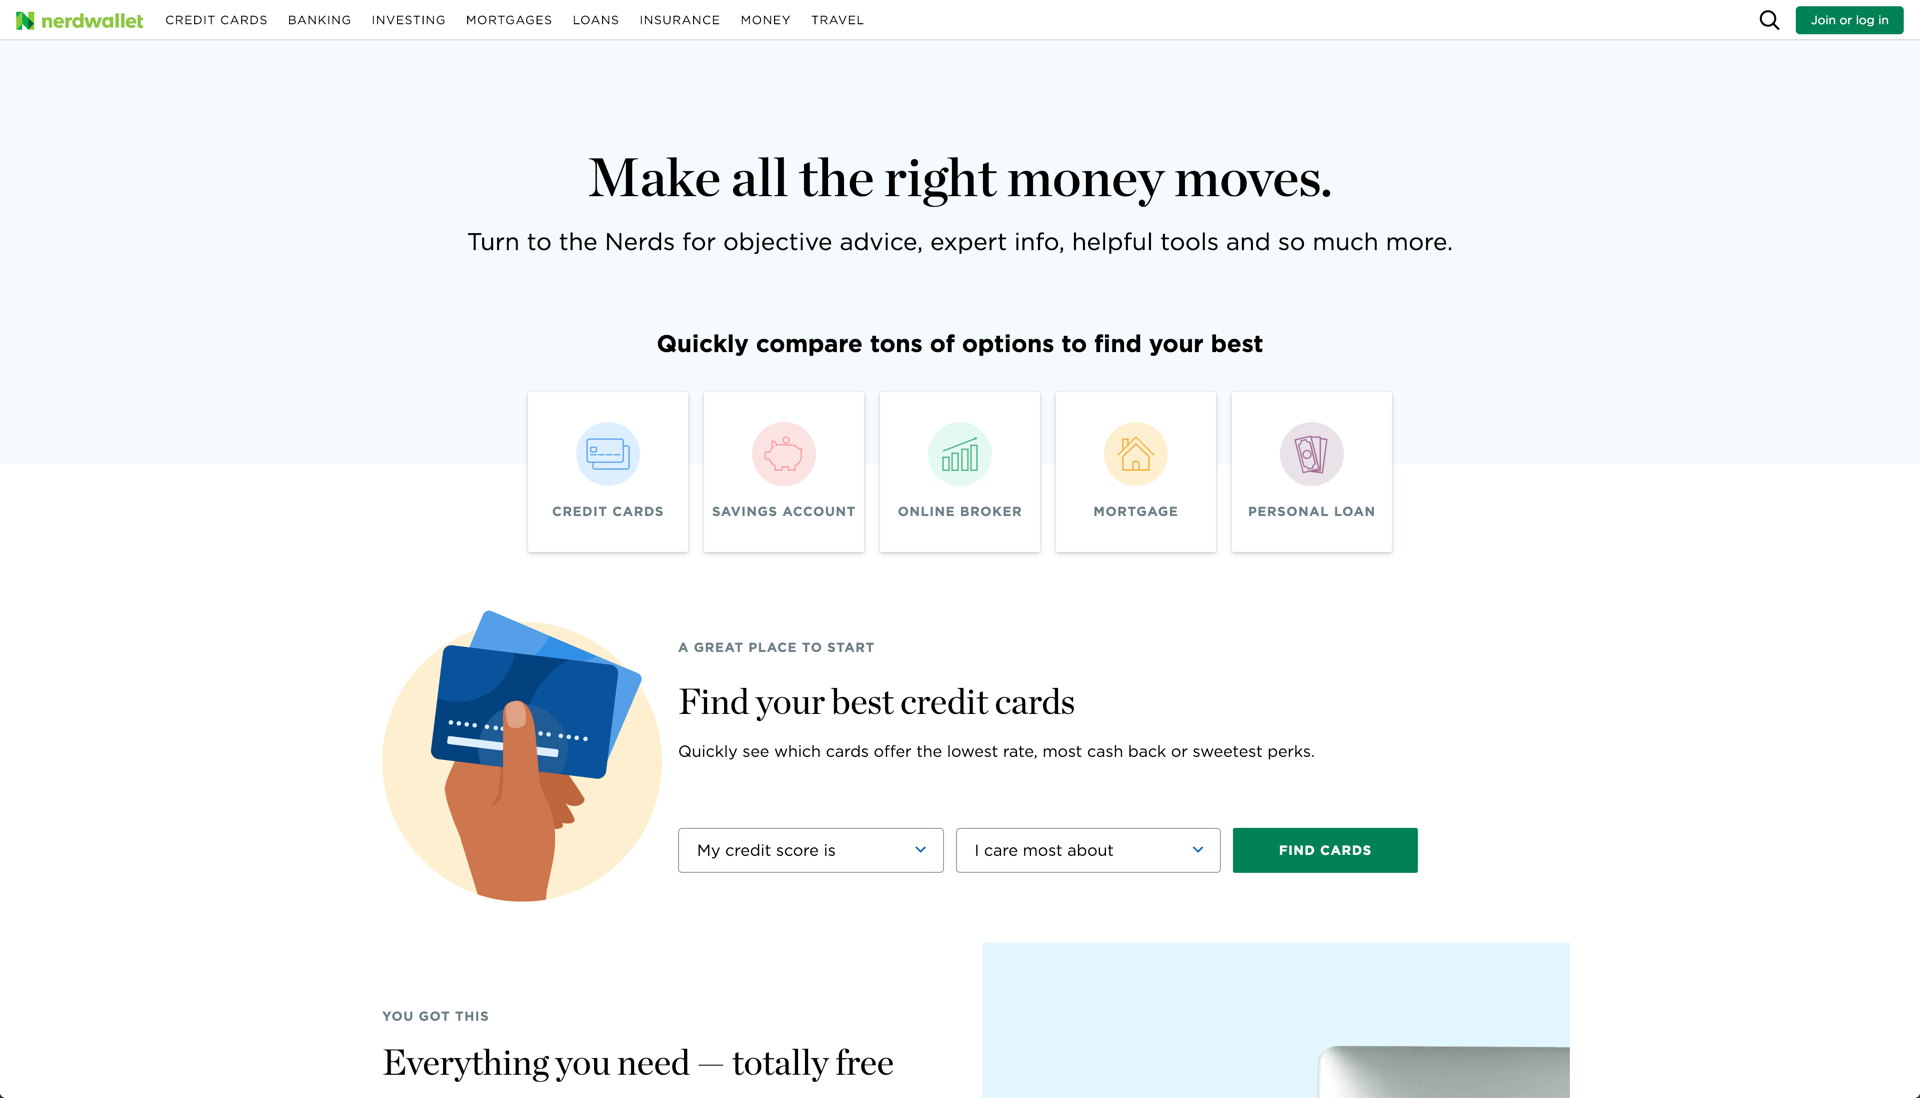 nerdwallet CREDIT CARDS BANKING INVESTING MORTGAGES LOANS INSURANCE MONEY TRAVEL Join or log in
Make all the right money moves.
Turn to the Nerds for objective advice, expert info, helpful tools and so much more.
Quickly compare tons of options to find your best
CREDIT CARDS SAVINGS ACCOUNT ONLINE BROKER MORTGAGE PERSONAL LOAN
A GREAT PLACE TO START
Find your best credit cards
Quickly see which cards offer the lowest rate, most cash back or sweetest perks.
My credit score is I care most about FIND CARDS
YOU GOT THIS
Everything you need — totally free